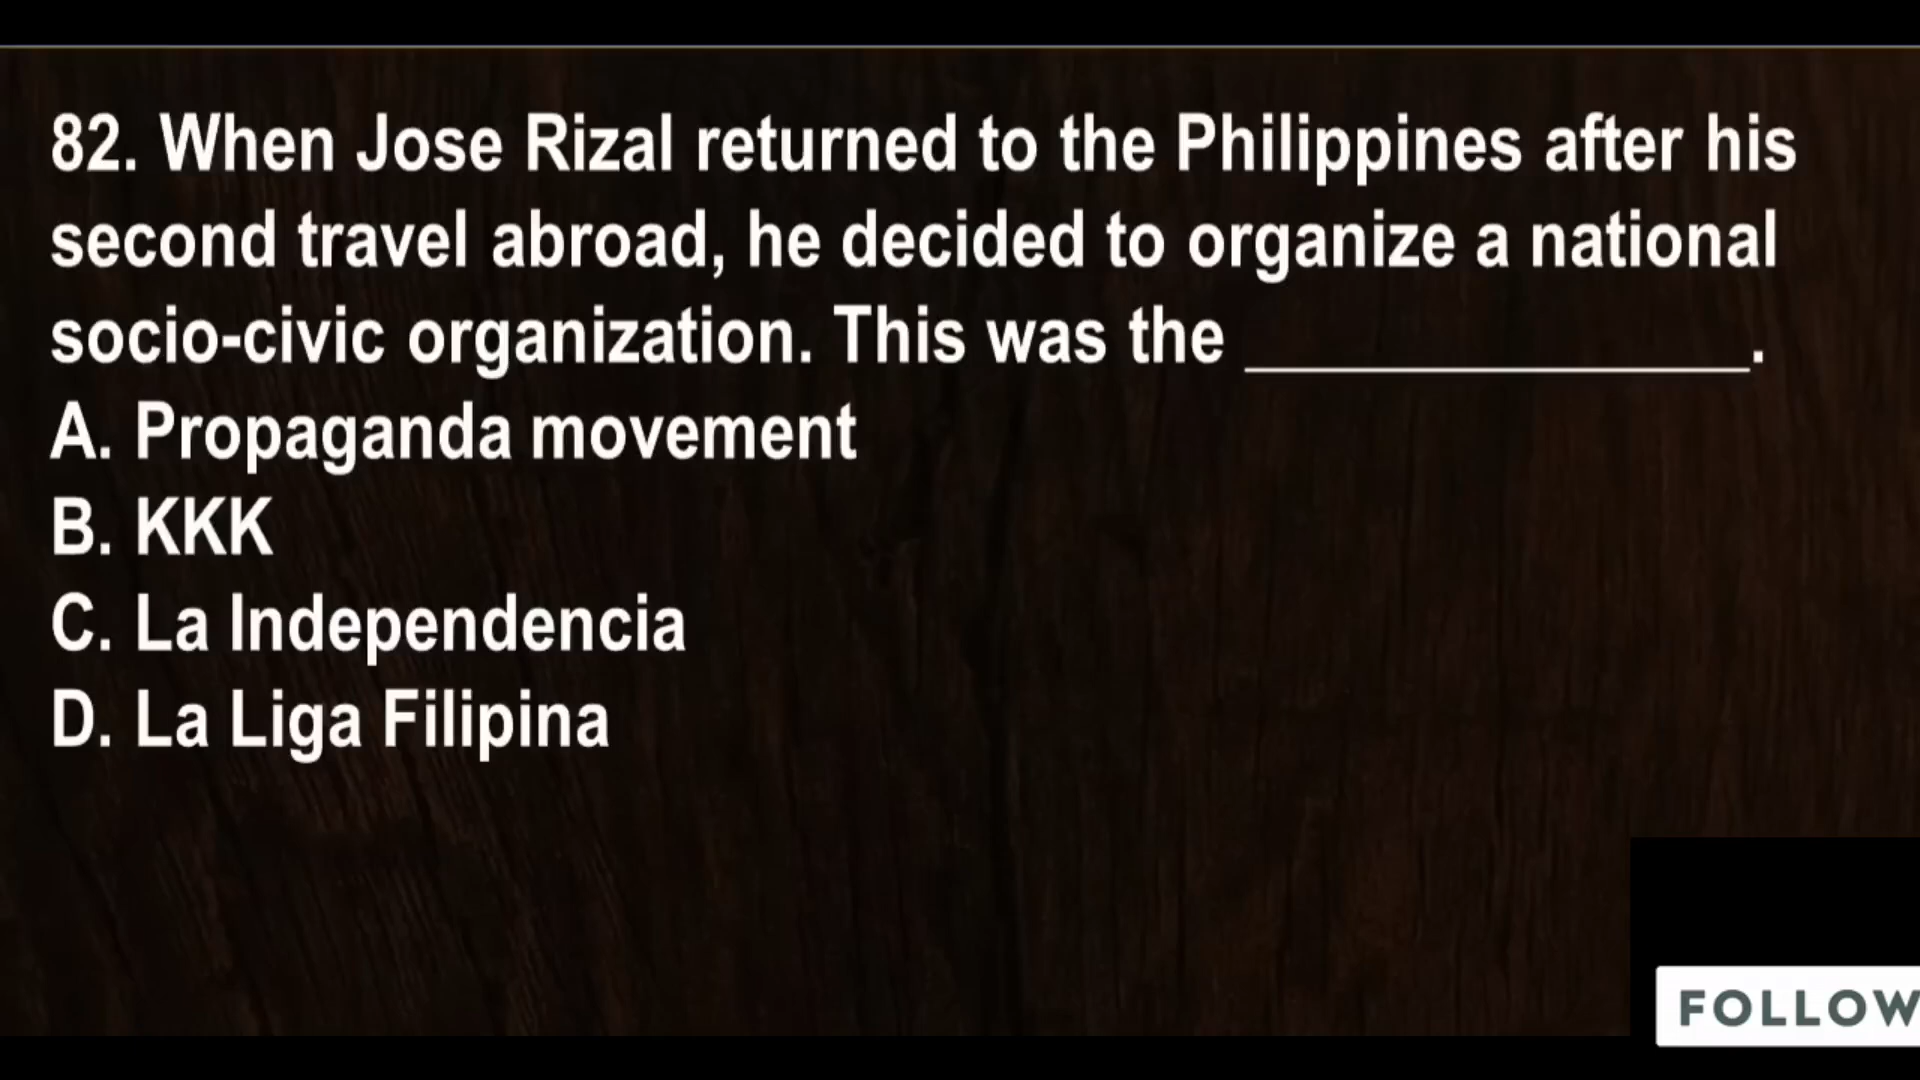 82. When Jose Rizal returned to the Philippines after his
second travel abroad, he decided to organize a national
socio-civic organization. This was the _______________.
A. Propaganda movement
B. KKK
C. La Independencia
D. La Liga Filipina
FOLLOW